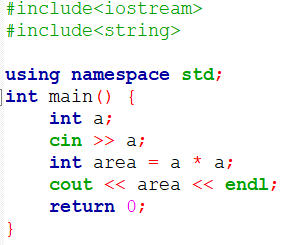 #include<iostream>
#include<string>
using namespace std;
int main() {
int a;
cin >> a;
int area = a * a;
cout << area << endl;
return 0;
}